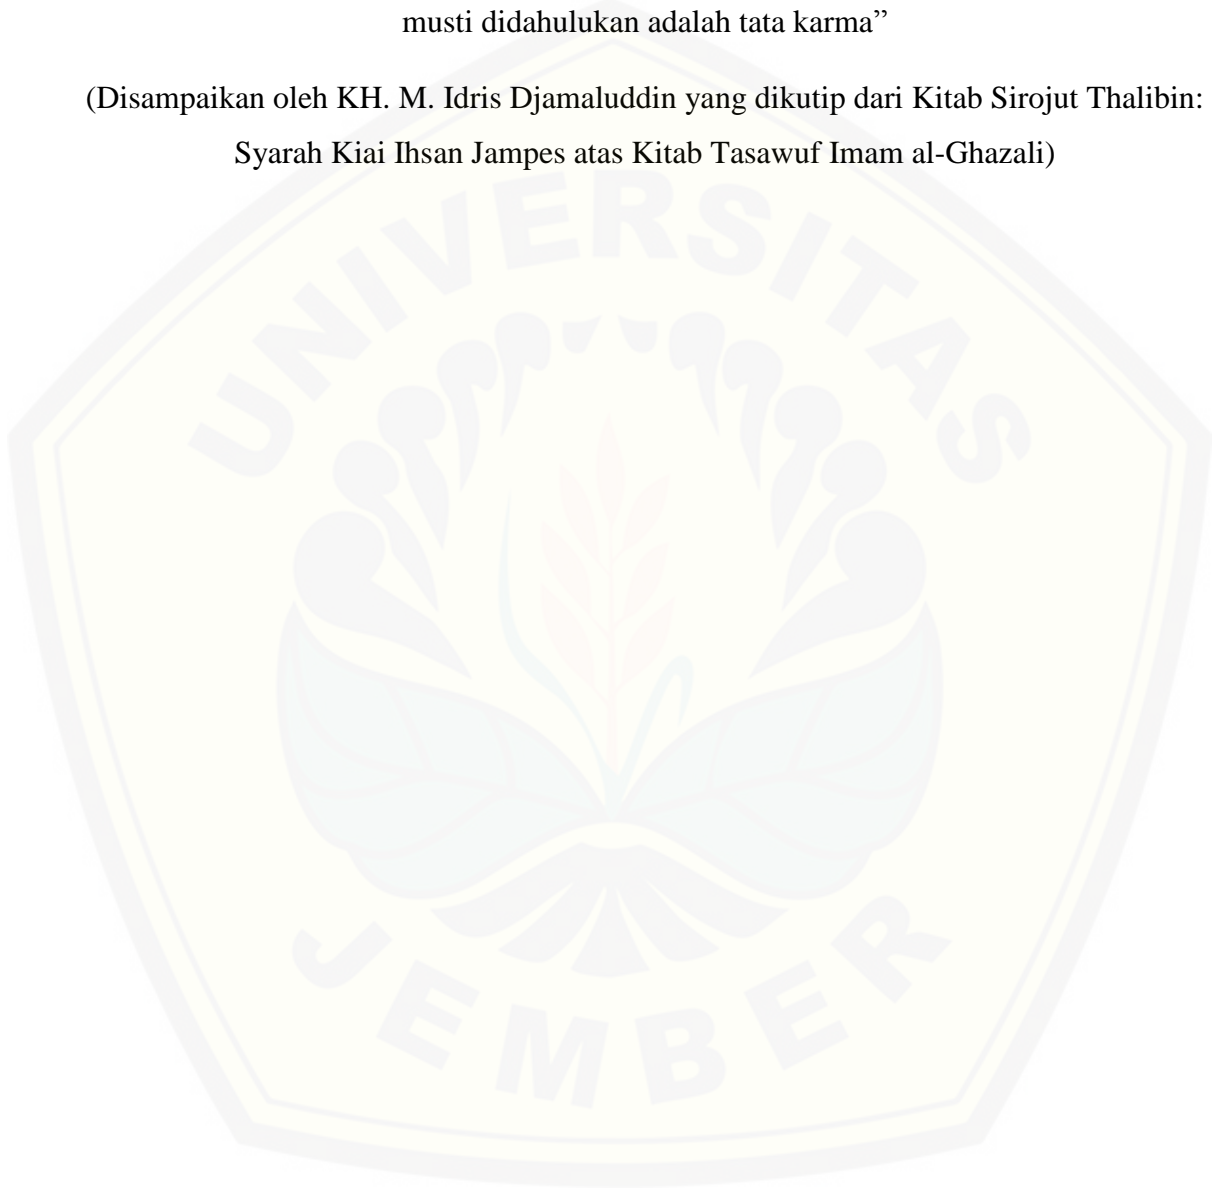 musti didahulukan adalah tata karma”
(Disampaikan oleh KH. M. Idris Djamaluddin yang dikutip dari Kitab Sirojut Thalibin:
Syarah Kiai Ihsan Jampes atas Kitab Tasawuf Imam al-Ghazali)
UNIVERSITAS
JEMBER